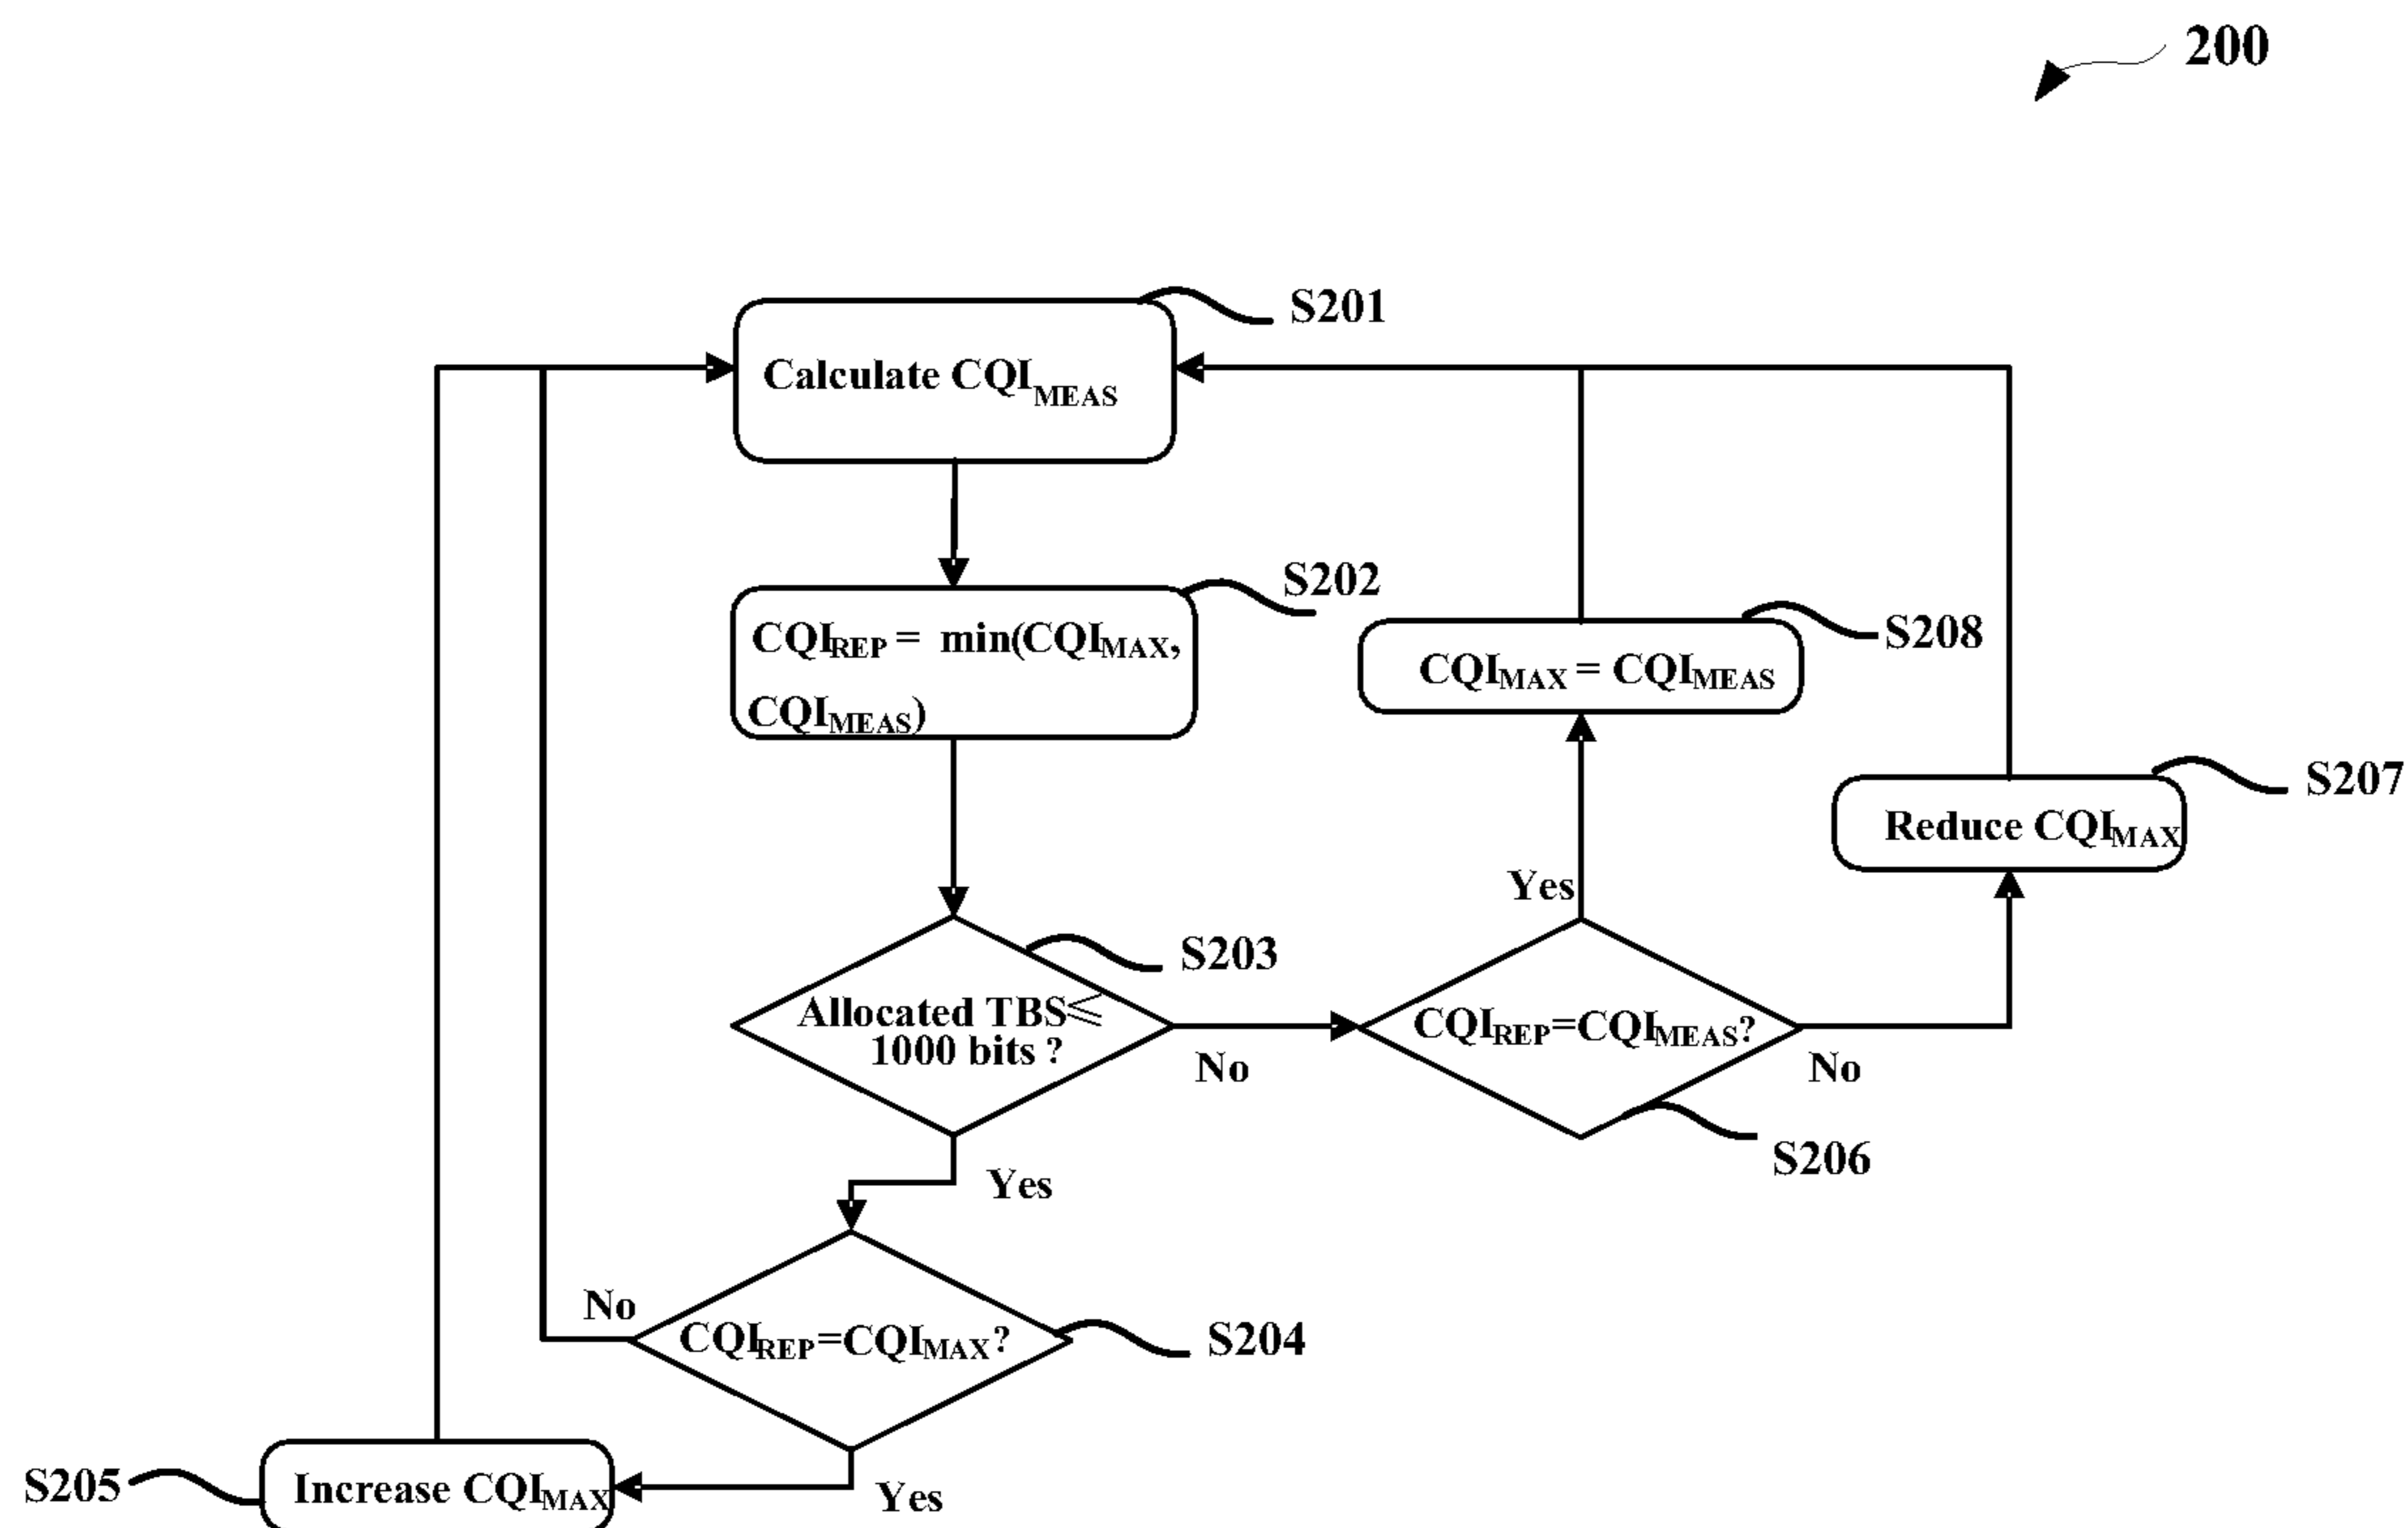 200
S201
Calculate CQIMEAS
S202
CQIREP = min(CQIMAX,
CQIMEAS)
S208
CQIMAX = CQIMEAS
S207
Reduce CQIMAX
Yes
S203
Allocated TBS≤
1000 bits ?
No
CQIREP=CQIMEAS?
No
S206
Yes
No
CQIREP=CQIMAX?
S204
S205
Increase CQIMAX
Yes